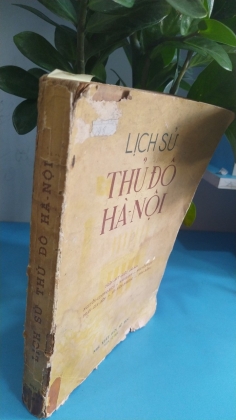 LỊCH SỬ
THỦ ĐÔ
HÀ-NỘI
LỊCH SỬ THỦ ĐÔ HÀ-NỘI